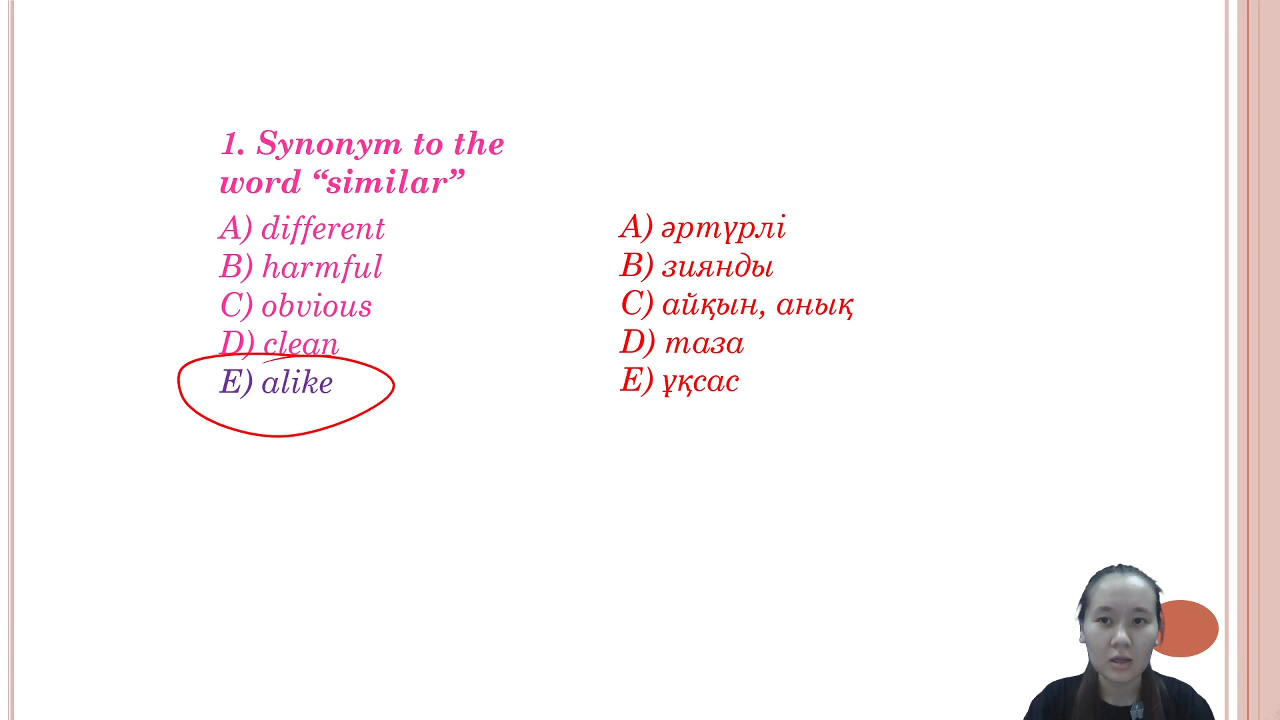 1. Synonym to the
word “similar”
A) different
B) harmful
C) obvious
D) clean
E) alike
A) әртүрлі
B) зиянды
C) айқын, анық
D) таза
E) ұқсас